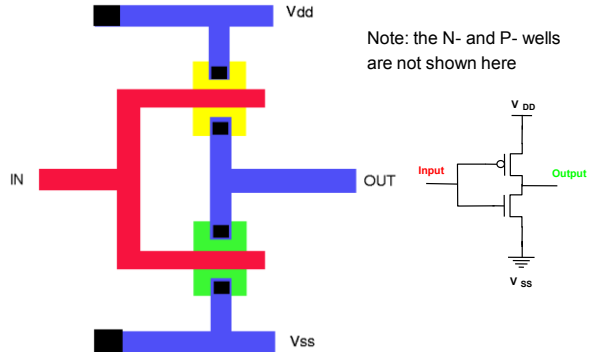 Vdd
Note: the N- and P- wells
are not shown here
V DD
Input
Output
IN
OUT
V SS
Vss